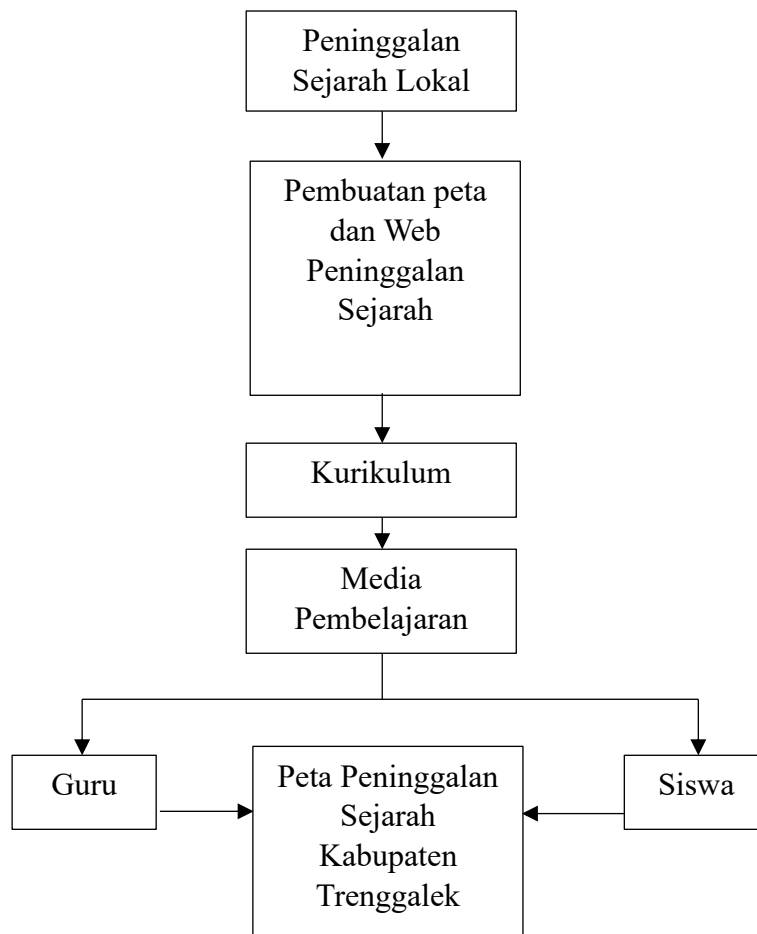 Peninggalan
Sejarah Lokal
Pembuatan peta
dan Web
Peninggalan
Sejarah
Kurikulum
Media
Pembelajaran
Guru
Peta Peninggalan
Sejarah
Kabupaten
Trenggalek
Siswa